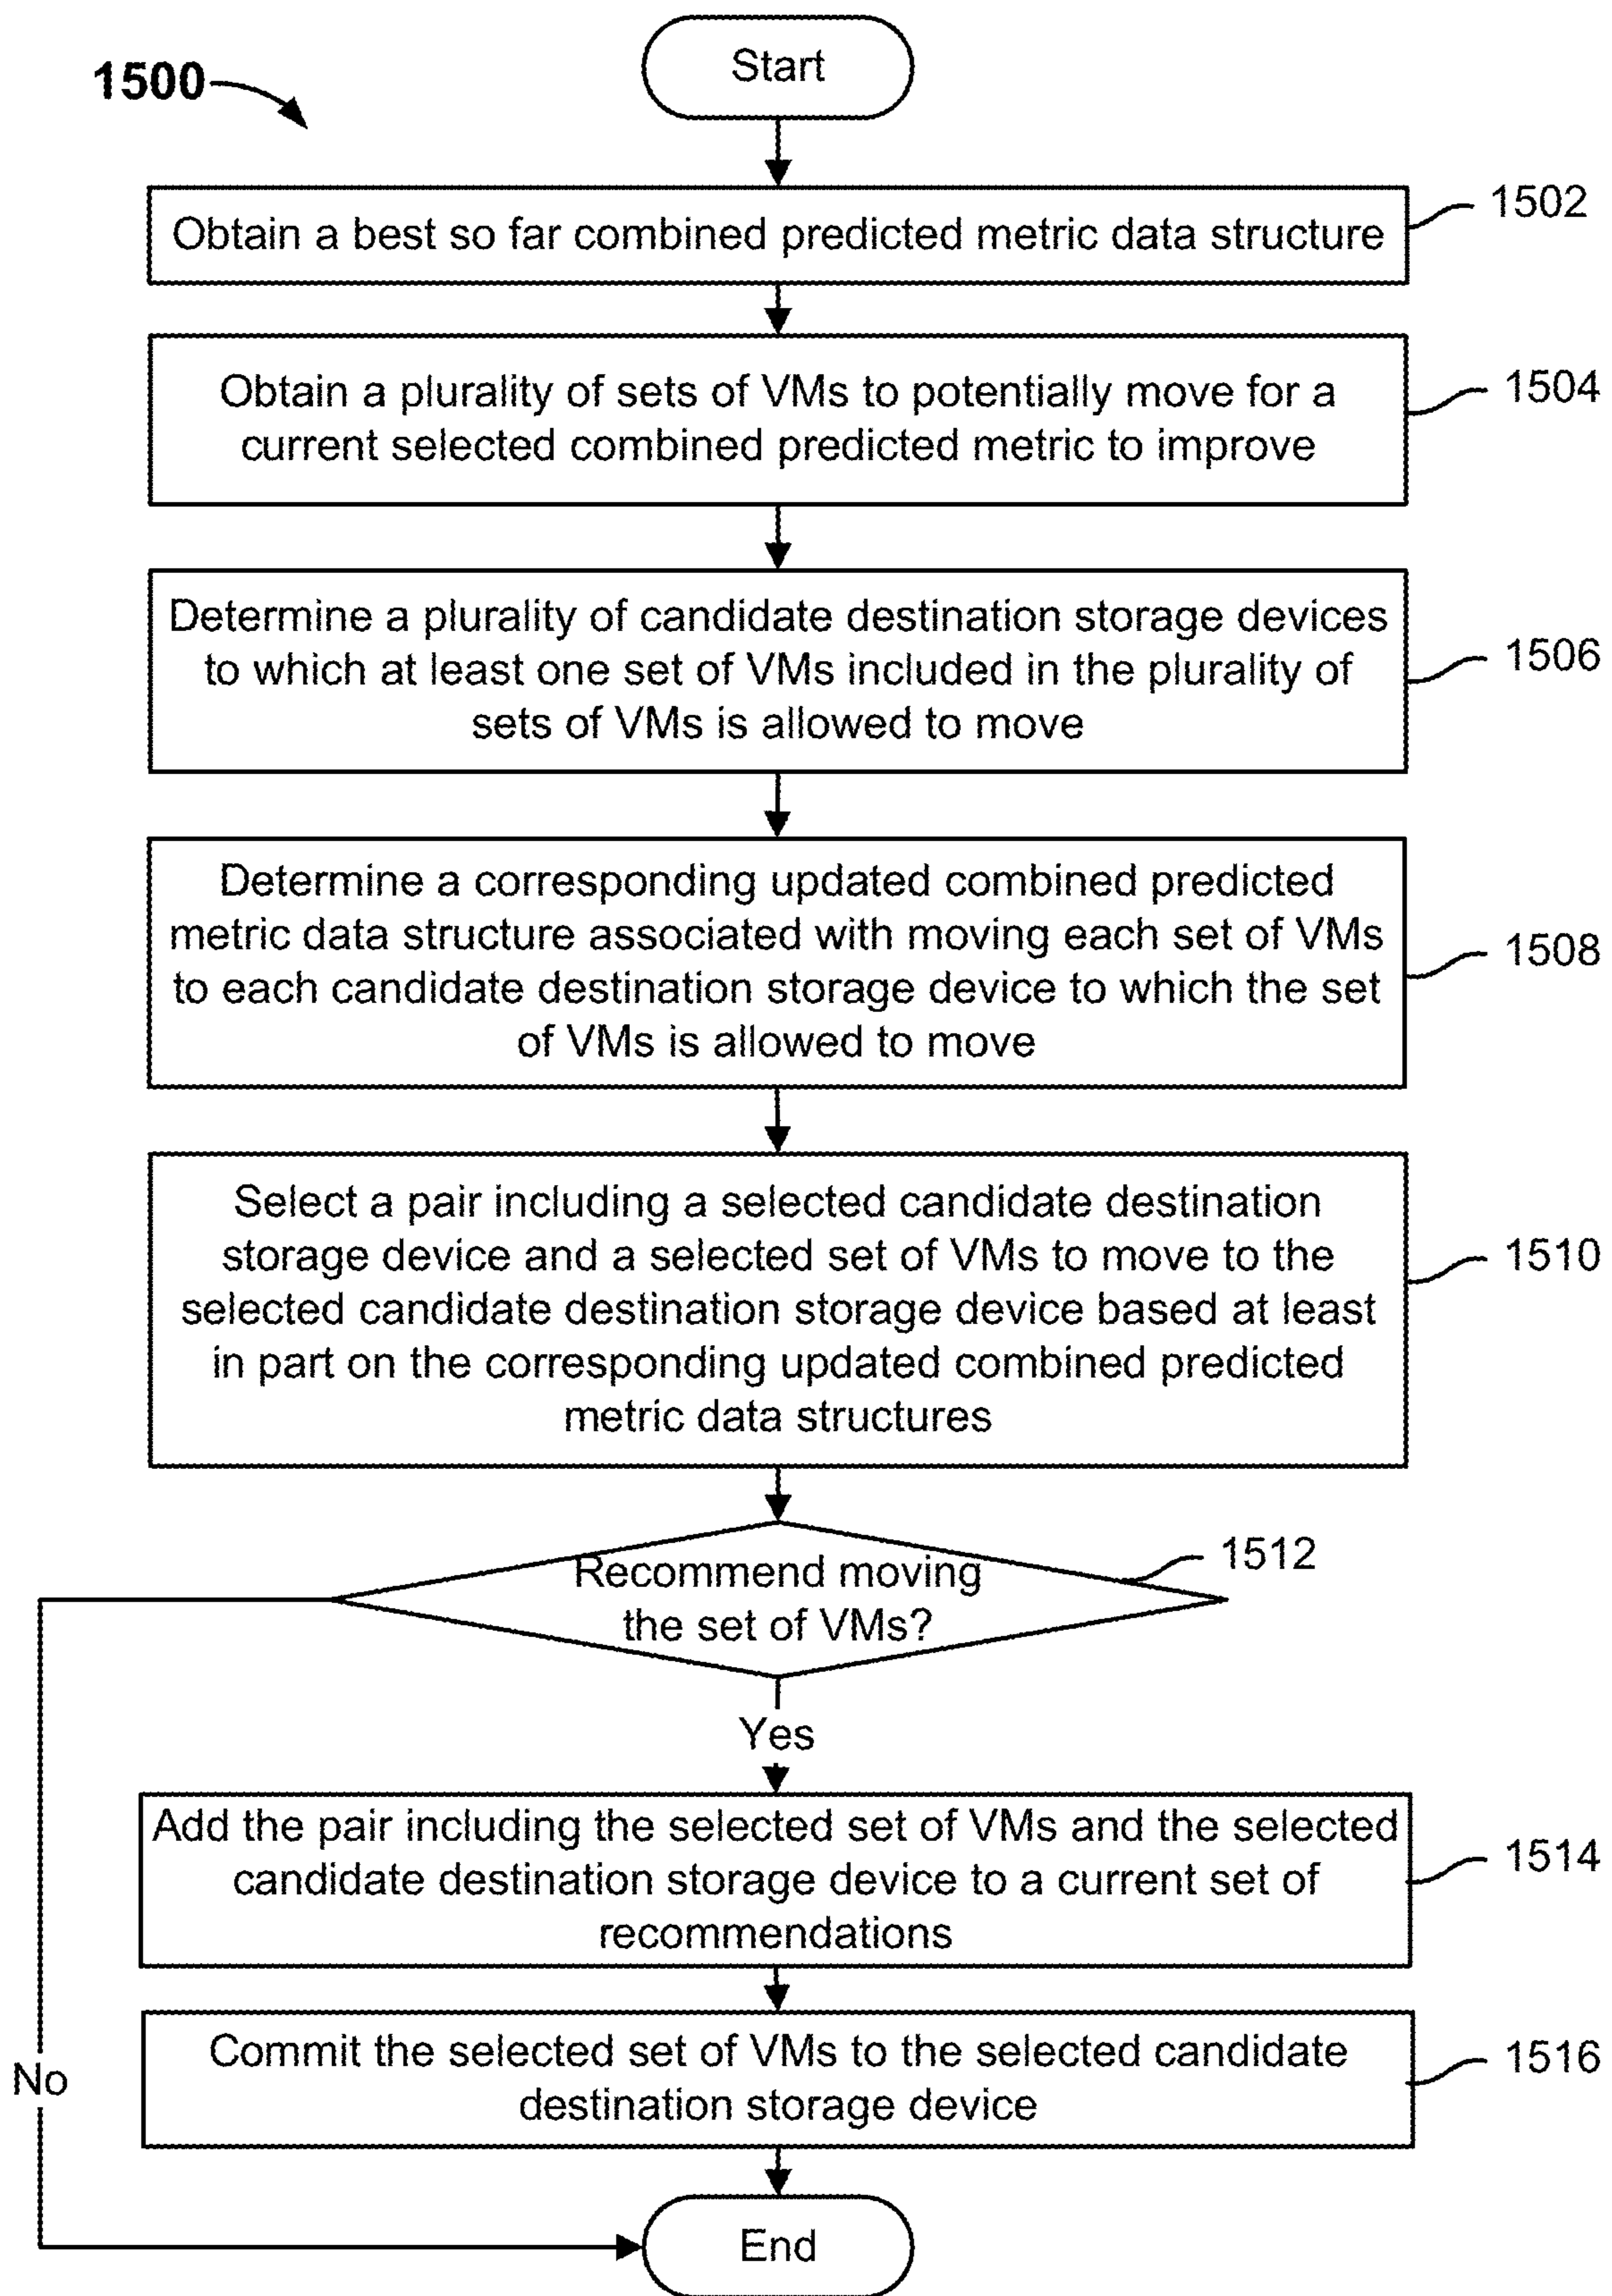 1500
Start
Obtain a best so far combined predicted metric data structure
1502
Obtain a plurality of sets of VMs to potentially move for a
current selected combined predicted metric to improve
1504
Determine a plurality of candidate destination storage devices
to which at least one set of VMs included in the plurality of
sets of VMs is allowed to move
1506
Determine a corresponding updated combined predicted
metric data structure associated with moving each set of VMs
to each candidate destination storage device to which the set
of VMs is allowed to move
1508
Select a pair including a selected candidate destination
storage device and a selected set of VMs to move to the
selected candidate destination storage device based at least
in part on the corresponding updated combined predicted
metric data structures
1510
Recommend moving
the set of VMs?
1512
Yes
Add the pair including the selected set of VMs and the selected
candidate destination storage device to a current set of
recommendations
1514
Commit the selected set of VMs to the selected candidate
destination storage device
1516
No
End